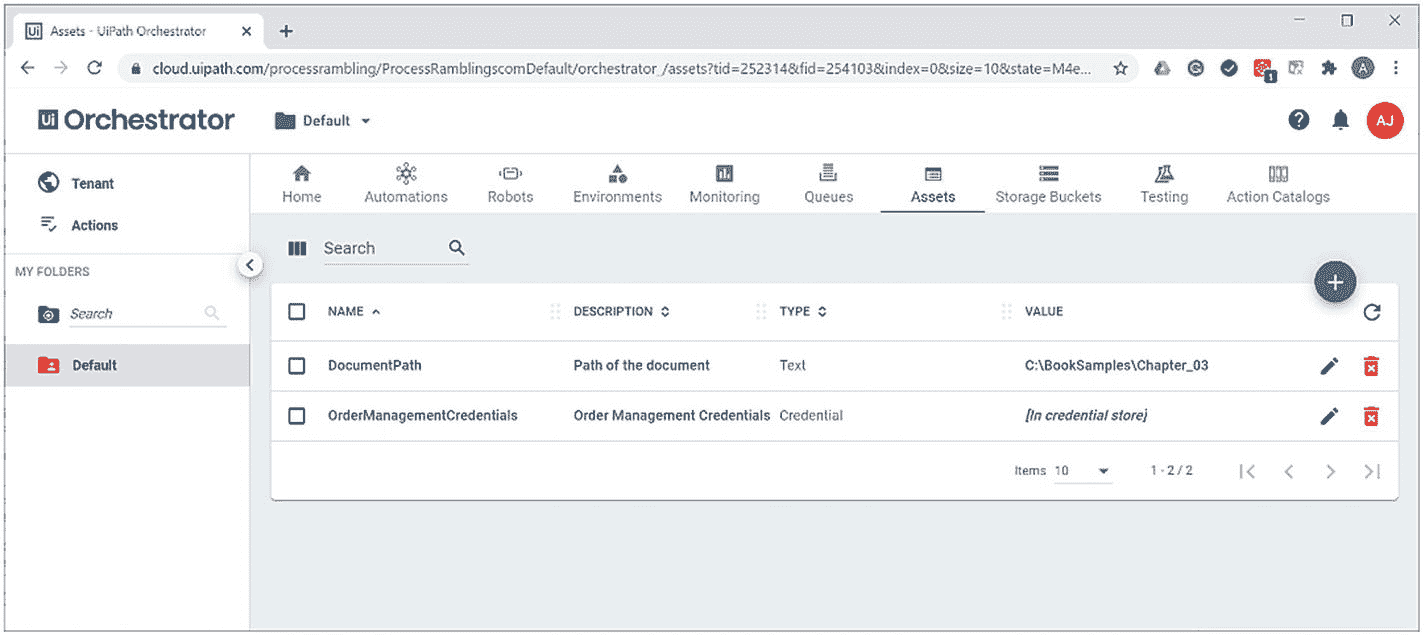 Assets - UiPath Orchestrator
cloud.uipath.com/processrambling/ProcessRamblingscomDefault/orchestrator_/assets?tid=252314&fid=254103&index=0&size=10&state=M4e...
1
A
Ui Orchestrator
Default
AJ
Tenant
Actions
MY FOLDERS
Search
Default
Home
Automations
Robots
Environments
Monitoring
Queues
Assets
Storage Buckets
Testing
Action Catalogs
Search
NAME DESCRIPTION TYPE VALUE
DocumentPath Path of the document Text C:\BookSamples\Chapter_03
OrderManagementCredentials Order Management Credentials Credential [In credential store]
Items 10 1 - 2 / 2